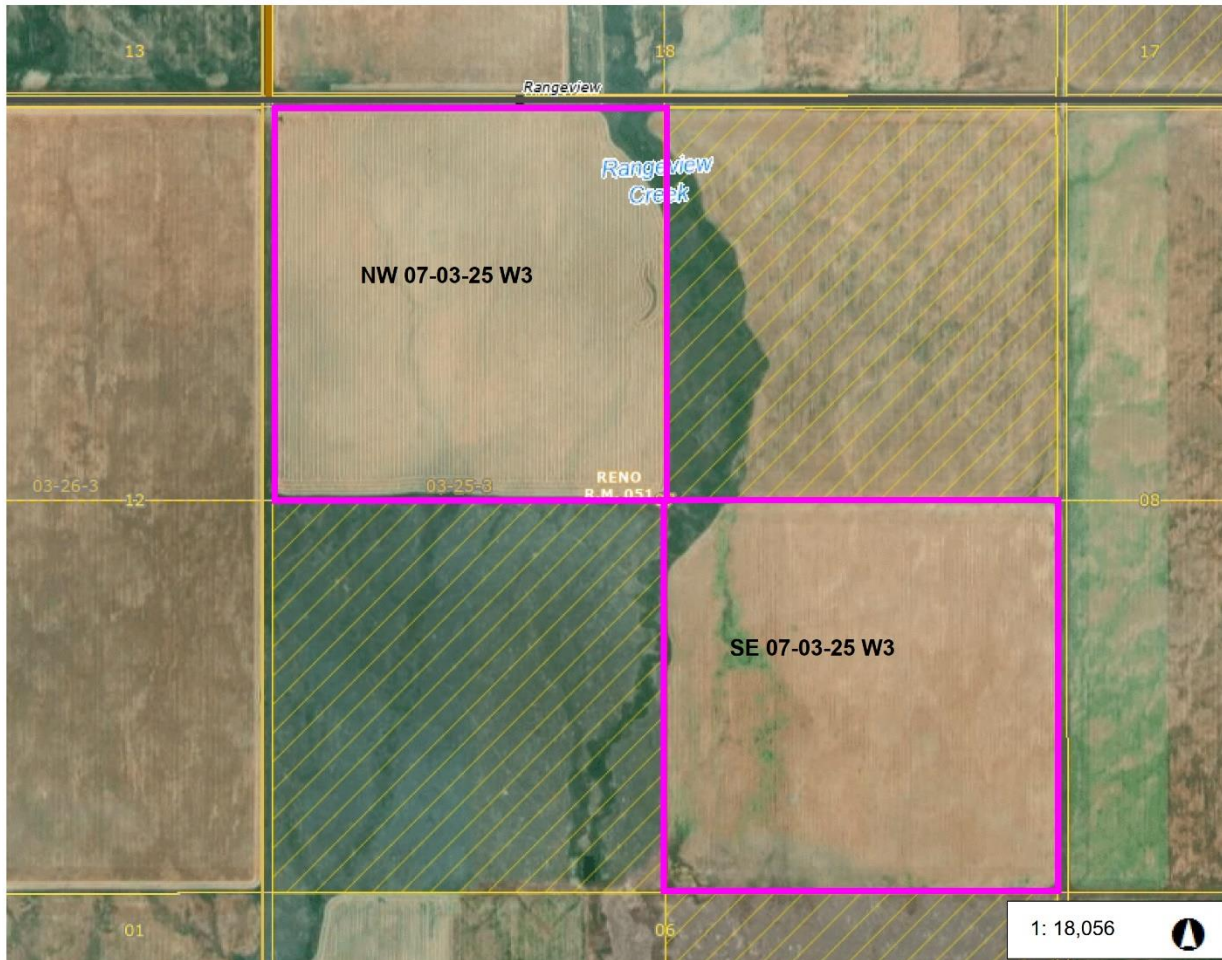 13
18
17
Rangeview
Rangeview
Creek
NW 07-03-25 W3
03-26-3
12
03-25-3
RENO
R.M. 051
08
SE 07-03-25 W3
01
06
1: 18,056